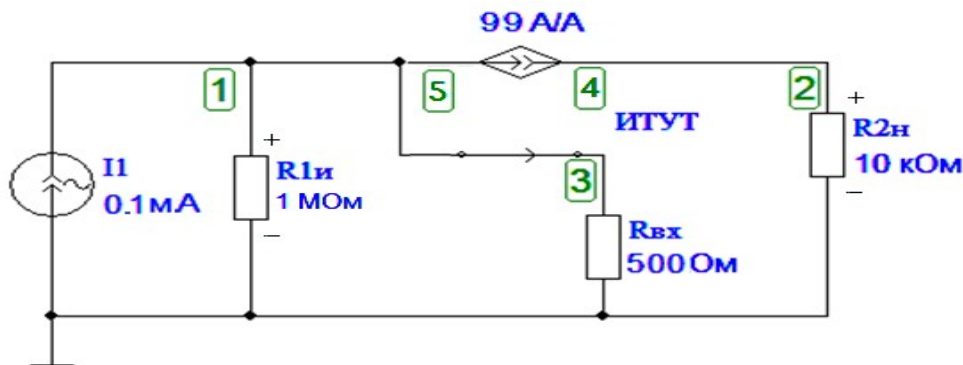 99 A/A
1
5
4
2
ИТУТ
+
R2н
10 кОм
−
I1
0.1мА
+
R1и
1 МОм
−
3
Rвх
500 Ом